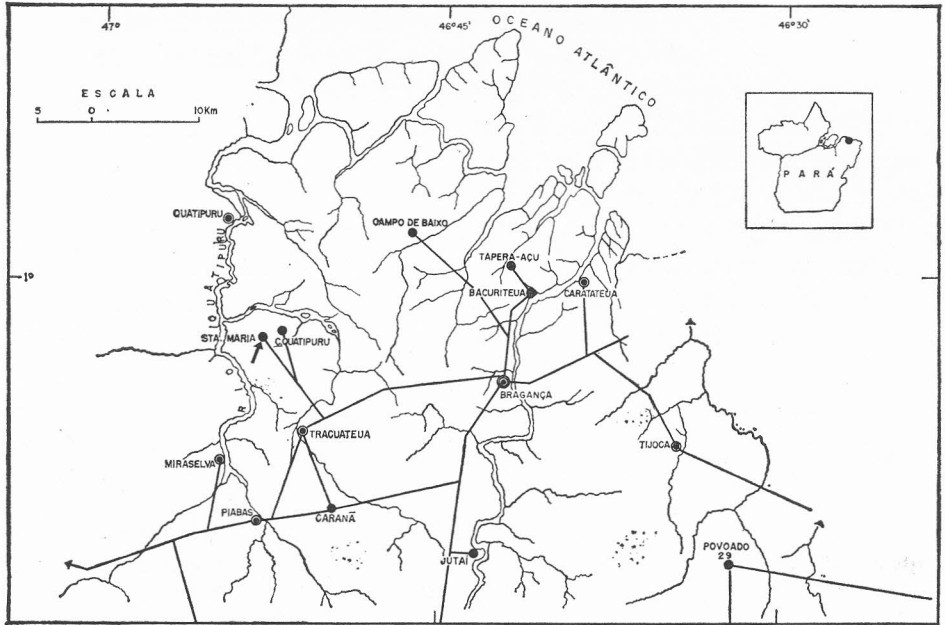 47º
46º45'
46º30'
OCEANO ATLÂNTICO
ESCALA
5 0 10Km
PARÁ
QUATIPURU
CAMPO DE BAIXO
TAPERA-AÇU
1º
BACURITEUA
CARATATEUA
RIO QUATIPURU
STA. MARIA
C.QUATIPURU
BRAGANÇA
TRACUATEUA
TIJOCA
MIRASELVA
PIABAS
CARANÃ
JUTAÍ
POVOADO
29